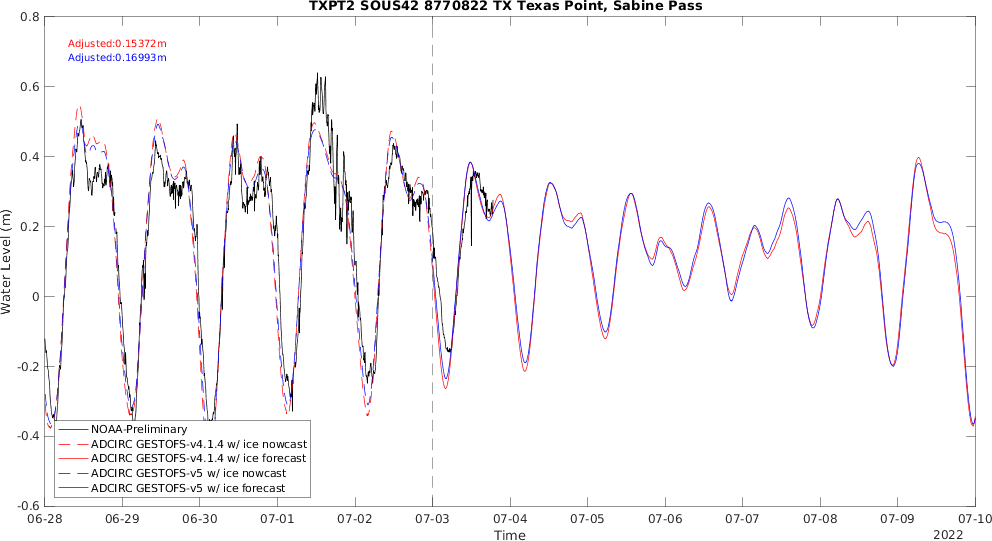 TXPT2 SOUS42 8770822 TX Texas Point, Sabine Pass
Adjusted:0.15372m
Adjusted:0.16993m
Water Level (m)
0.8
0.6
0.4
0.2
0
-0.2
-0.4
-0.6
NOAA-Preliminary
ADCIRC GESTOFS-v4.1.4 w/ ice nowcast
ADCIRC GESTOFS-v4.1.4 w/ ice forecast
ADCIRC GESTOFS-v5 w/ ice nowcast
ADCIRC GESTOFS-v5 w/ ice forecast
06-28 06-29 06-30 07-01 07-02 07-03 07-04 07-05 07-06 07-07 07-08 07-09 07-10
Time
2022